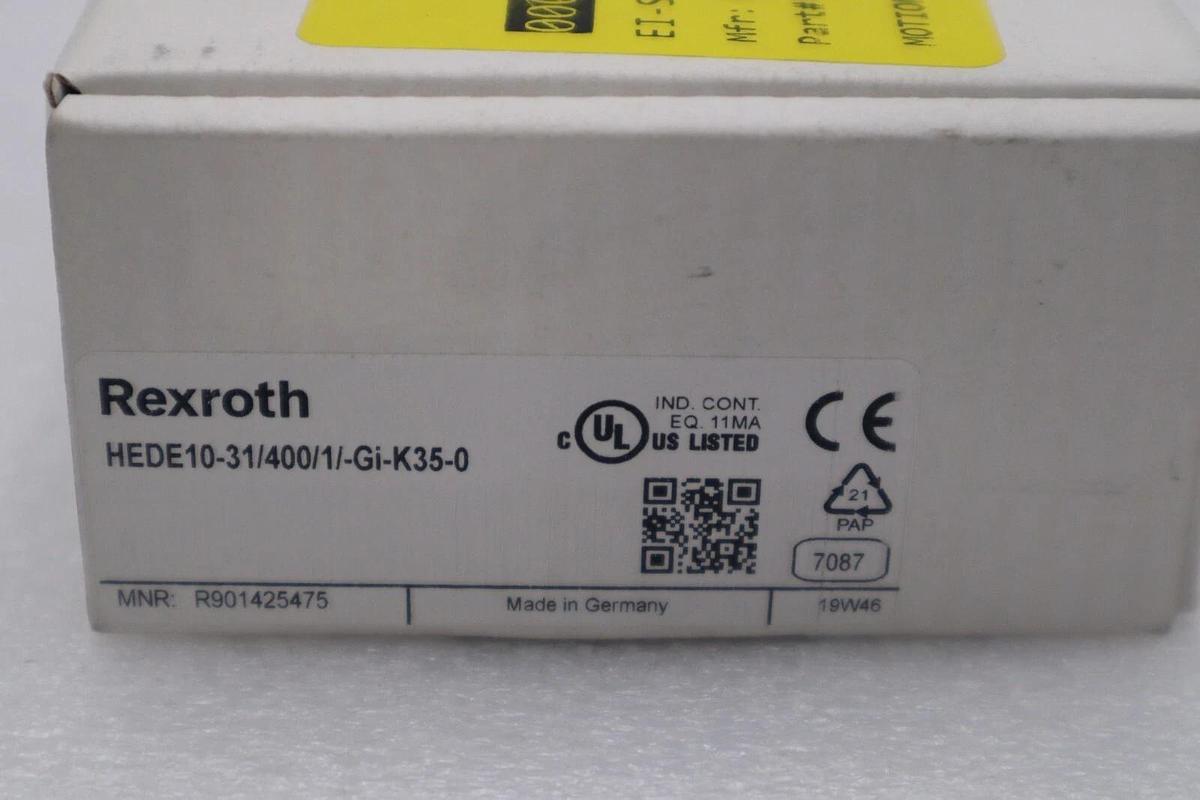 EI-S
Mfr:
Part#
MOTION
Rexroth
HEDE10-31/400/1/-Gi-K35-0
C UL US LISTED
IND. CONT.
EQ. 11MA
CE
21
PAP
7087
MNR: R901425475
Made in Germany
19W46